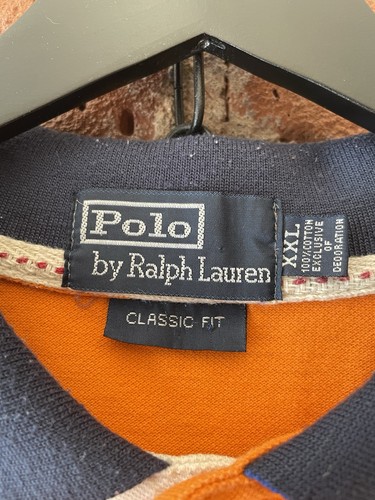 Polo
by Ralph Lauren
XXL
100% COTTON
EXCLUSIVE
OF
DECORATION
CLASSIC FIT